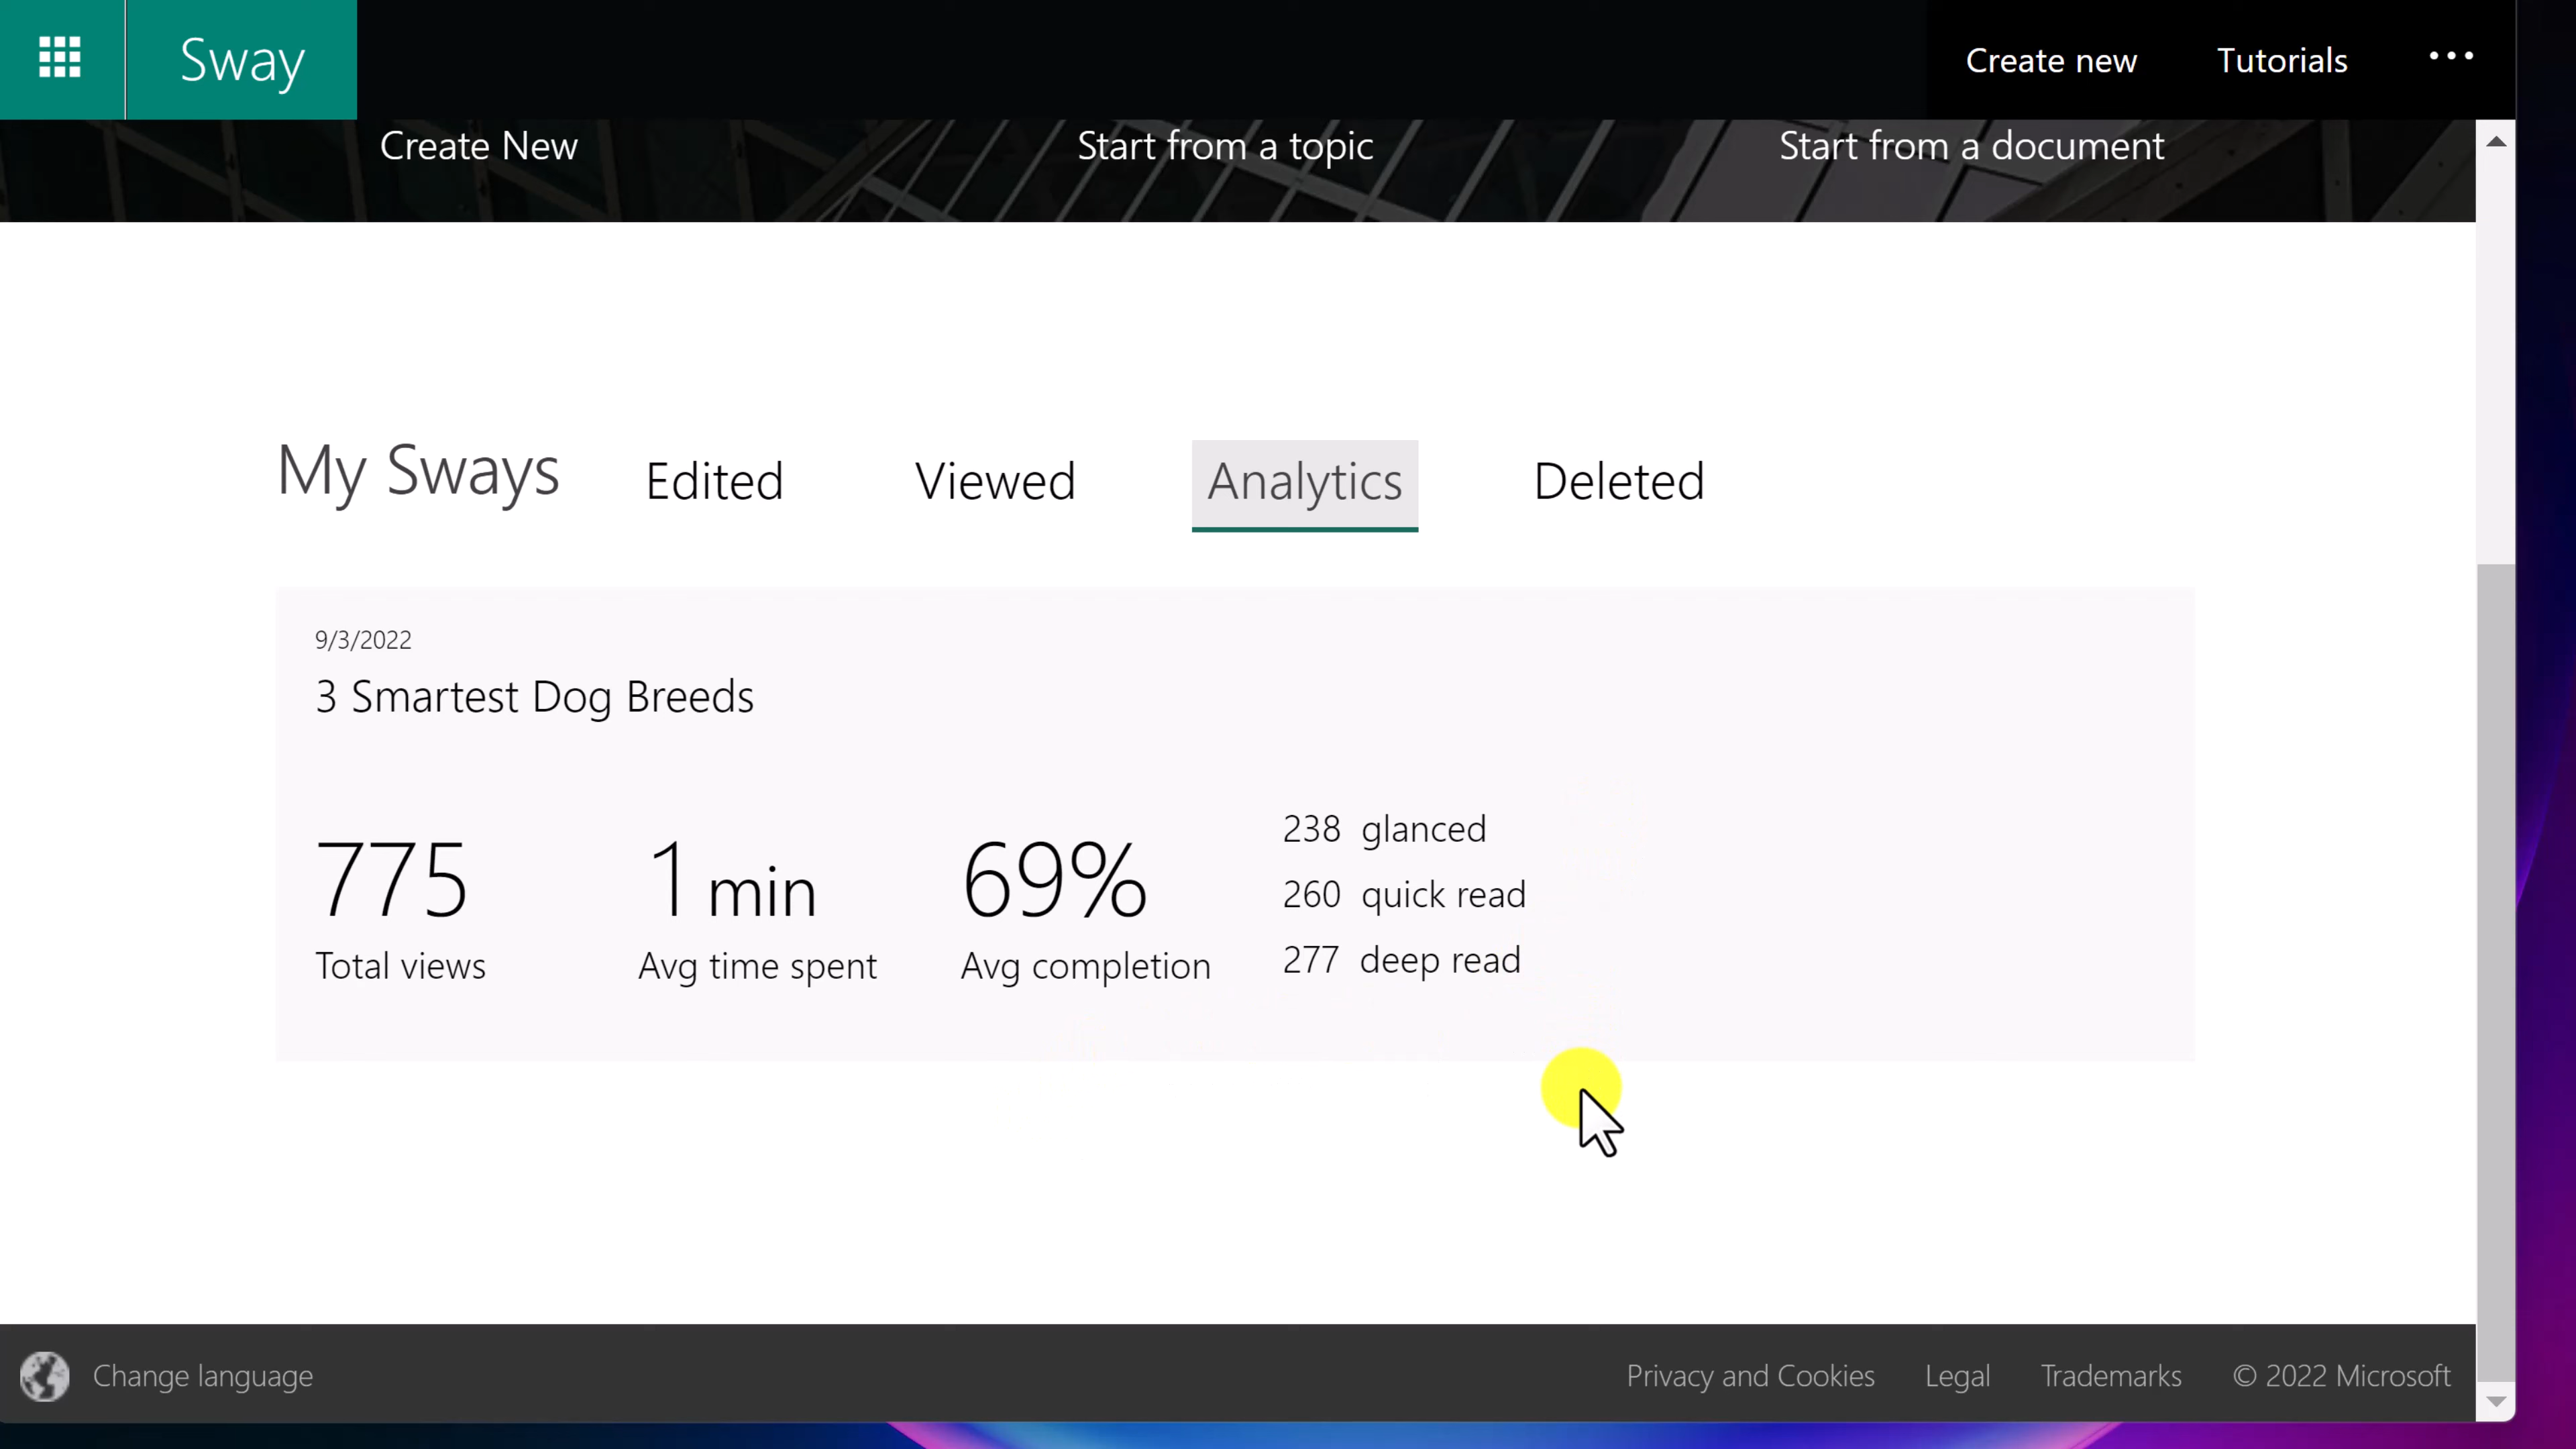 Sway
Create new
Tutorials
Create New
Start from a topic
Start from a document
My Sways
Edited
Viewed
Analytics
Deleted
9/3/2022
3 Smartest Dog Breeds
775
Total views
1 min
Avg time spent
69%
Avg completion
238 glanced
260 quick read
277 deep read
Change language
Privacy and Cookies
Legal
Trademarks
© 2022 Microsoft